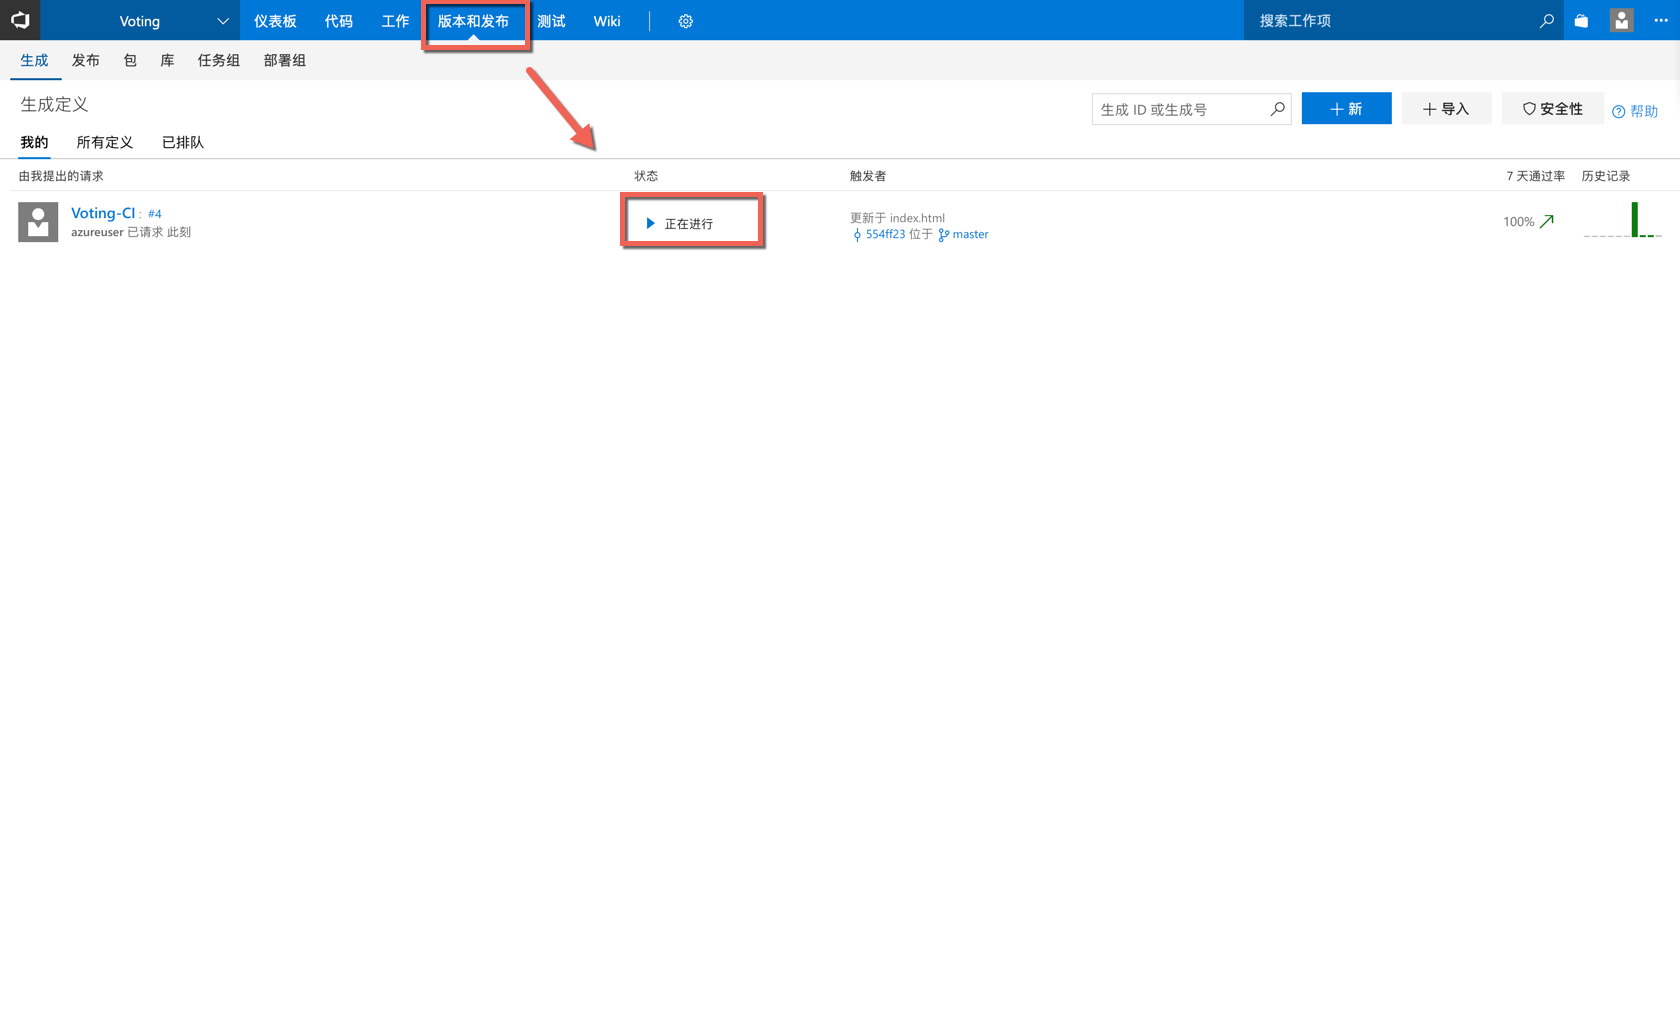 Voting 仪表板 代码 工作 版本和发布 测试 Wiki 搜索工作项
生成 发布 包 库 任务组 部署组
生成定义
生成 ID 或生成号 新 导入 安全性 帮助
我的 所有定义 已排队
由我提出的请求 状态 触发者 7 天通过率 历史记录
Voting-CI : #4
azureuser 已请求 此刻
正在进行
更新于 index.html
554ff23 位于 master
100%